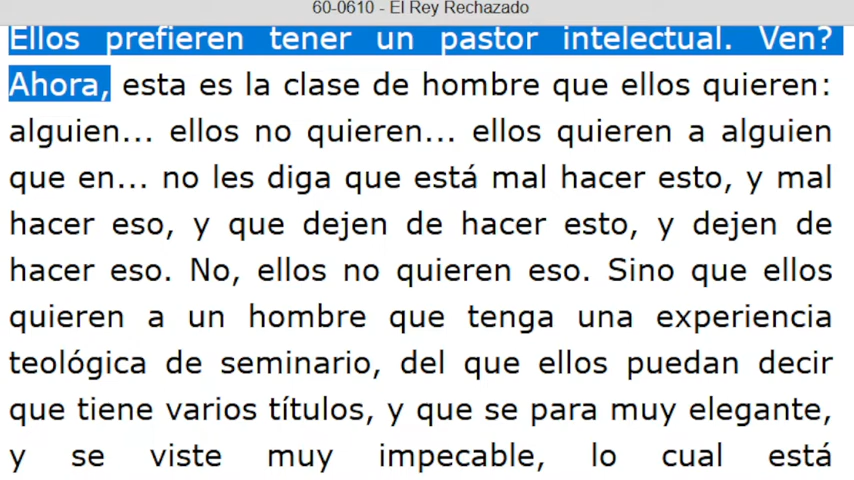 60-0610 - El Rey Rechazado
Ellos prefieren tener un pastor intelectual. Ven?
Ahora, esta es la clase de hombre que ellos quieren:
alguien... ellos no quieren... ellos quieren a alguien
que en... no les diga que está mal hacer esto, y mal
hacer eso, y que dejen de hacer esto, y dejen de
hacer eso. No, ellos no quieren eso. Sino que ellos
quieren a un hombre que tenga una experiencia
teológica de seminario, del que ellos puedan decir
que tiene varios títulos, y que se para muy elegante,
y se viste muy impecable, lo cual está